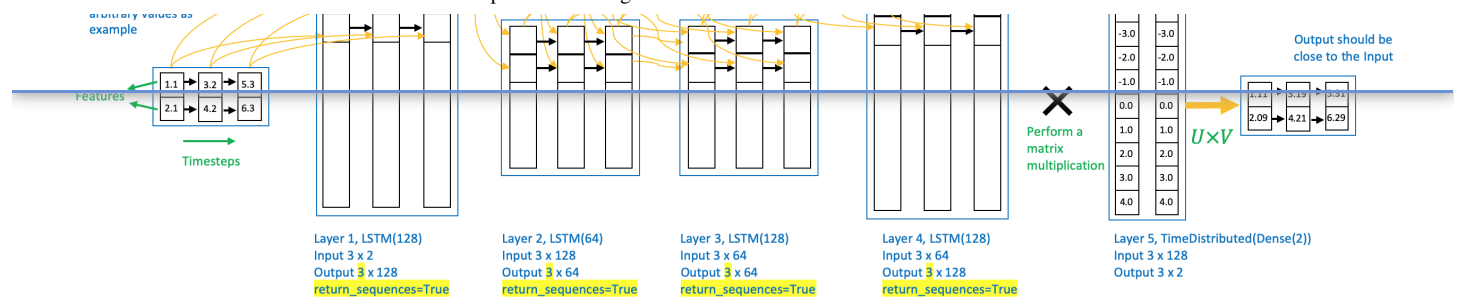 arbitrary values as
example
1.1 3.2 5.3
Features
2.1 4.2 6.3
Timesteps
-3.0 -3.0
-2.0 -2.0
-1.0 -1.0
0.0 0.0
1.0 1.0
2.0 2.0
3.0 3.0
4.0 4.0
Perform a
matrix
multiplication
U×V
Output should be
close to the Input
1.11 3.19 5.31
2.09 4.21 6.29
Layer 1, LSTM(128)
Input 3 x 2
Output 3 x 128
return_sequences=True
Layer 2, LSTM(64)
Input 3 x 128
Output 3 x 64
return_sequences=True
Layer 3, LSTM(128)
Input 3 x 64
Output 3 x 64
return_sequences=True
Layer 4, LSTM(128)
Input 3 x 64
Output 3 x 128
return_sequences=True
Layer 5, TimeDistributed(Dense(2))
Input 3 x 128
Output 3 x 2